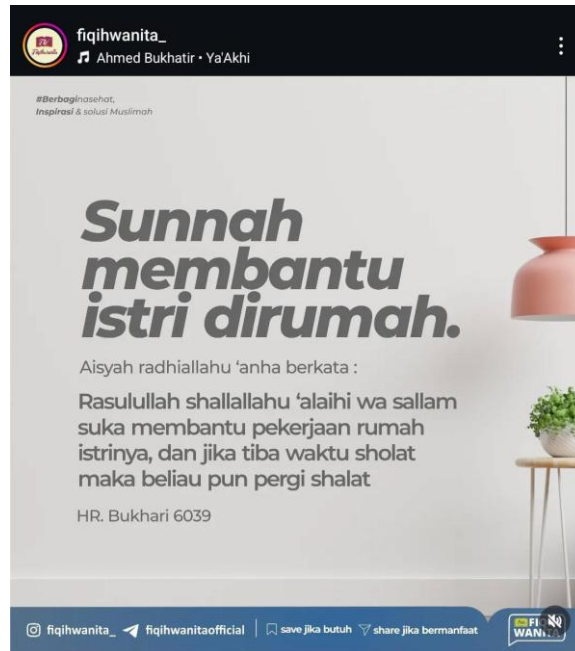 fiqihwanita_
Ahmed Bukhatir • Ya'Akhi
#Berbaginasehat,
Inspirasi & solusi Muslimah
Sunnah
membantu
istri dirumah.
Aisyah radhiallahu ‘anha berkata :
Rasulullah shallallahu ‘alaihi wa sallam
suka membantu pekerjaan rumah
istrinya, dan jika tiba waktu sholat
maka beliau pun pergi shalat
HR. Bukhari 6039
fiqihwanita_ fiqihwanitaofficial | save jika butuh share jika bermanfaat
WANITA